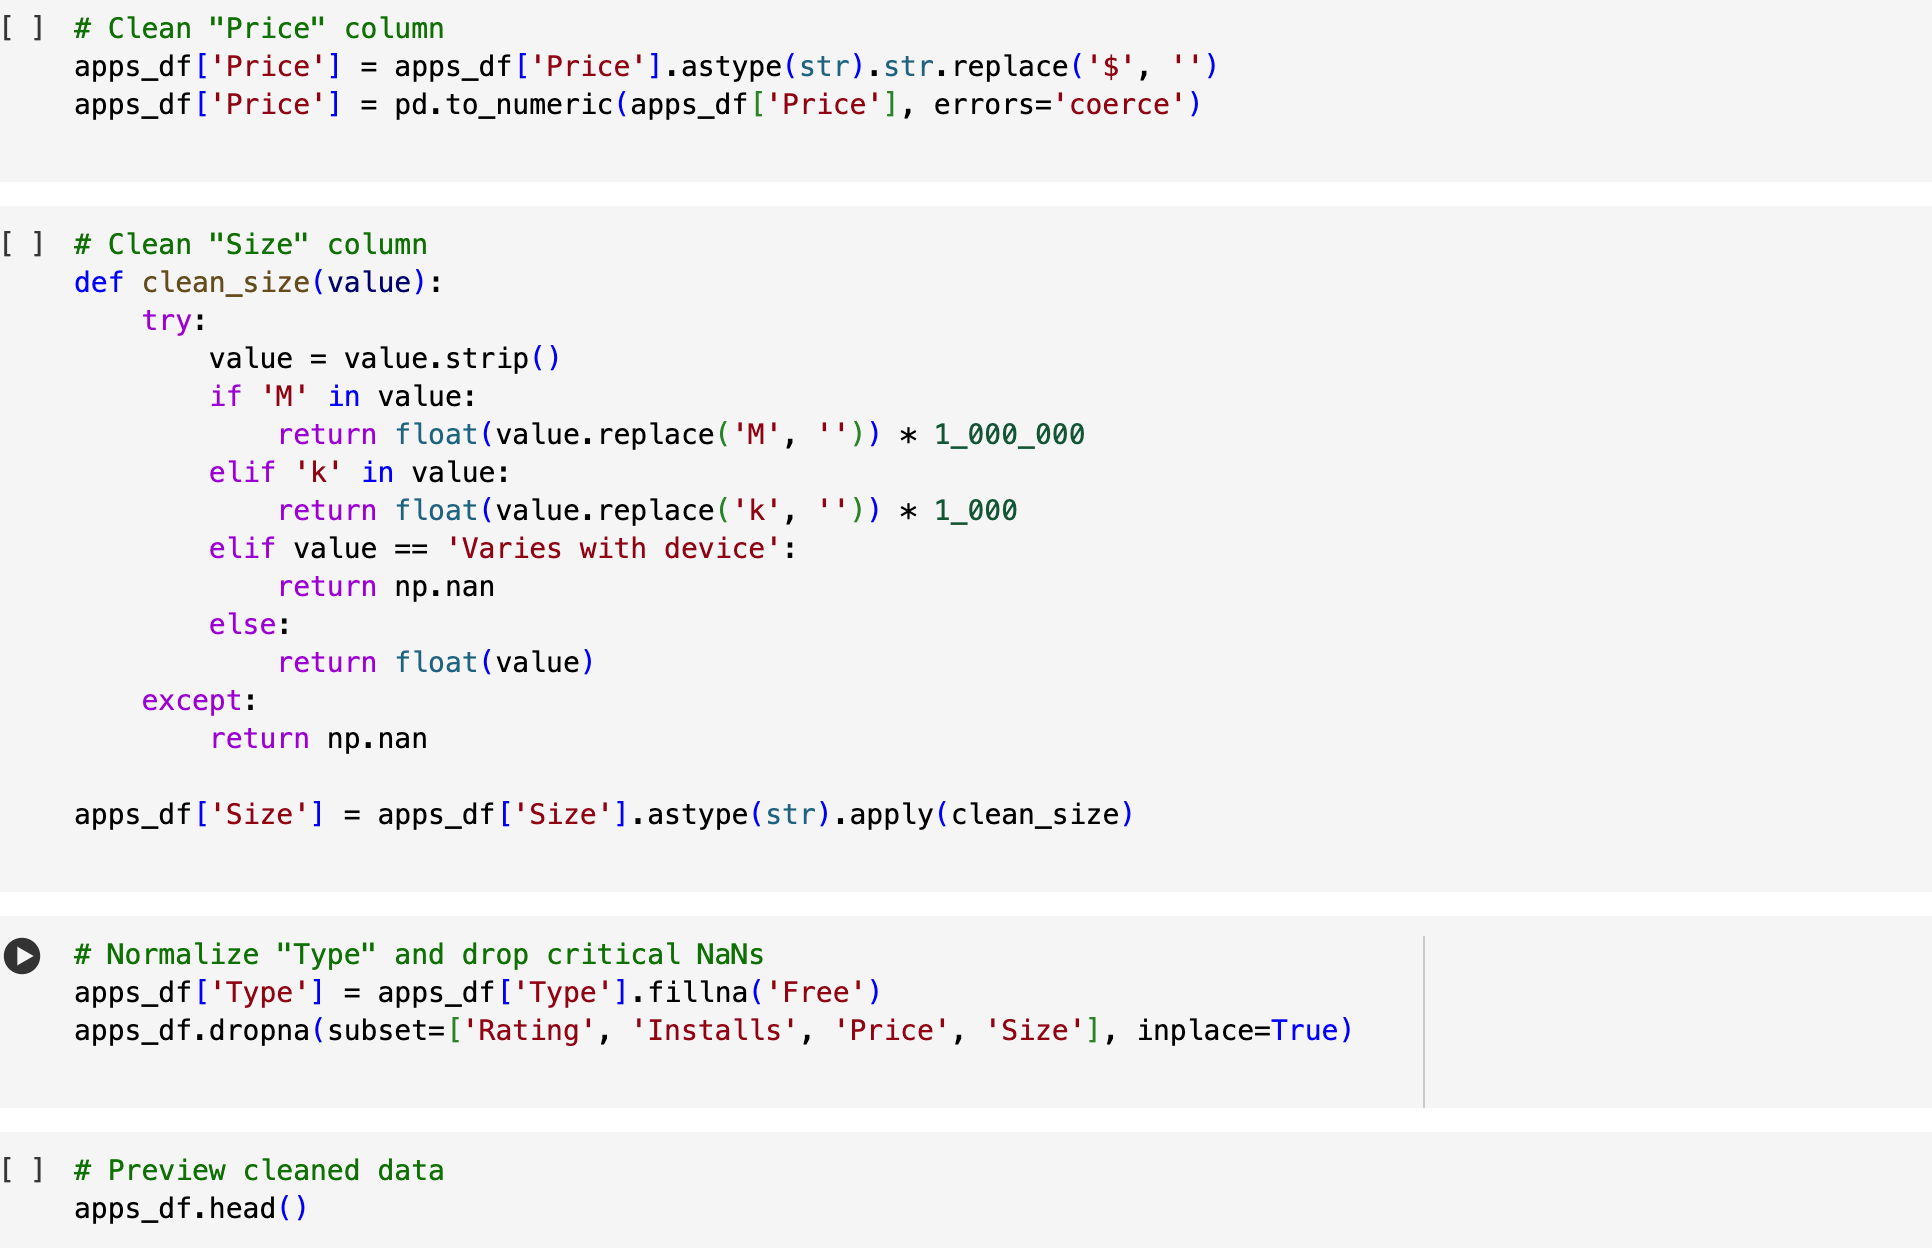 [ ] # Clean "Price" column
apps_df['Price'] = apps_df['Price'].astype(str).str.replace('$', '')
apps_df['Price'] = pd.to_numeric(apps_df['Price'], errors='coerce')
[ ] # Clean "Size" column
def clean_size(value):
    try:
        value = value.strip()
        if 'M' in value:
            return float(value.replace('M', '')) * 1_000_000
        elif 'k' in value:
            return float(value.replace('k', '')) * 1_000
        elif value == 'Varies with device':
            return np.nan
        else:
            return float(value)
    except:
        return np.nan
apps_df['Size'] = apps_df['Size'].astype(str).apply(clean_size)
# Normalize "Type" and drop critical NaNs
apps_df['Type'] = apps_df['Type'].fillna('Free')
apps_df.dropna(subset=['Rating', 'Installs', 'Price', 'Size'], inplace=True)
[ ] # Preview cleaned data
apps_df.head()